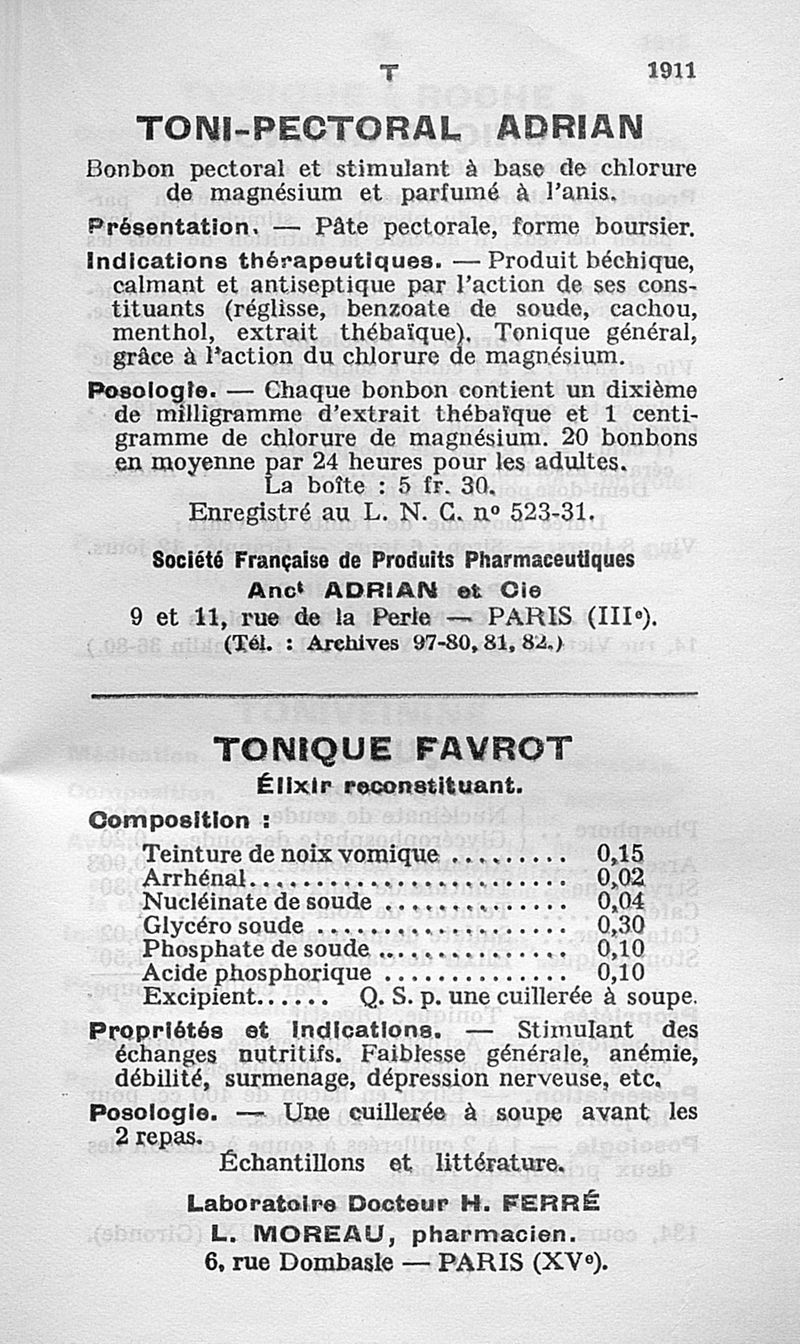 T 1911
TONI-PECTORAL ADRIAN
Bonbon pectoral et stimulant à base de chlorure
de magnésium et parfumé à l'anis.
Présentation. — Pâte pectorale, forme boursier.
Indications thérapeutiques. — Produit béchique,
calmant et antiseptique par l'action de ses cons-
tituants (réglisse, benzoate de soude, cachou,
menthol, extrait thébaïque). Tonique général,
grâce à l'action du chlorure de magnésium.
Posologie. — Chaque bonbon contient un dixième
de milligramme d'extrait thébaïque et 1 centi-
gramme de chlorure de magnésium. 20 bonbons
en moyenne par 24 heures pour les adultes.
La boîte : 5 fr. 30.
Enregistré au L. N. C. nº 523-31.
Société Française de Produits Pharmaceutiques
Ancᵗ ADRIAN et Cie
9 et 11, rue de la Perle — PARIS (IIIᵉ).
(Tél. : Archives 97-80, 81, 82.)
TONIQUE FAVROT
Élixir reconstituant.
Composition :
Teinture de noix vomique ......... 0,15
Arrhénal........................ 0,02
Nucléinate de soude .............. 0,04
Glycéro soude ................... 0,30
Phosphate de soude ............... 0,10
Acide phosphorique .............. 0,10
Excipient...... Q. S. p. une cuillerée à soupe.
Propriétés et Indications. — Stimulant des
échanges nutritifs. Faiblesse générale, anémie,
débilité, surmenage, dépression nerveuse, etc.
Posologie. — Une cuillerée à soupe avant les
2 repas.
Échantillons et littérature.
Laboratoire Docteur H. FERRÉ
L. MOREAU, pharmacien.
6, rue Dombasle — PARIS (XVᵉ).